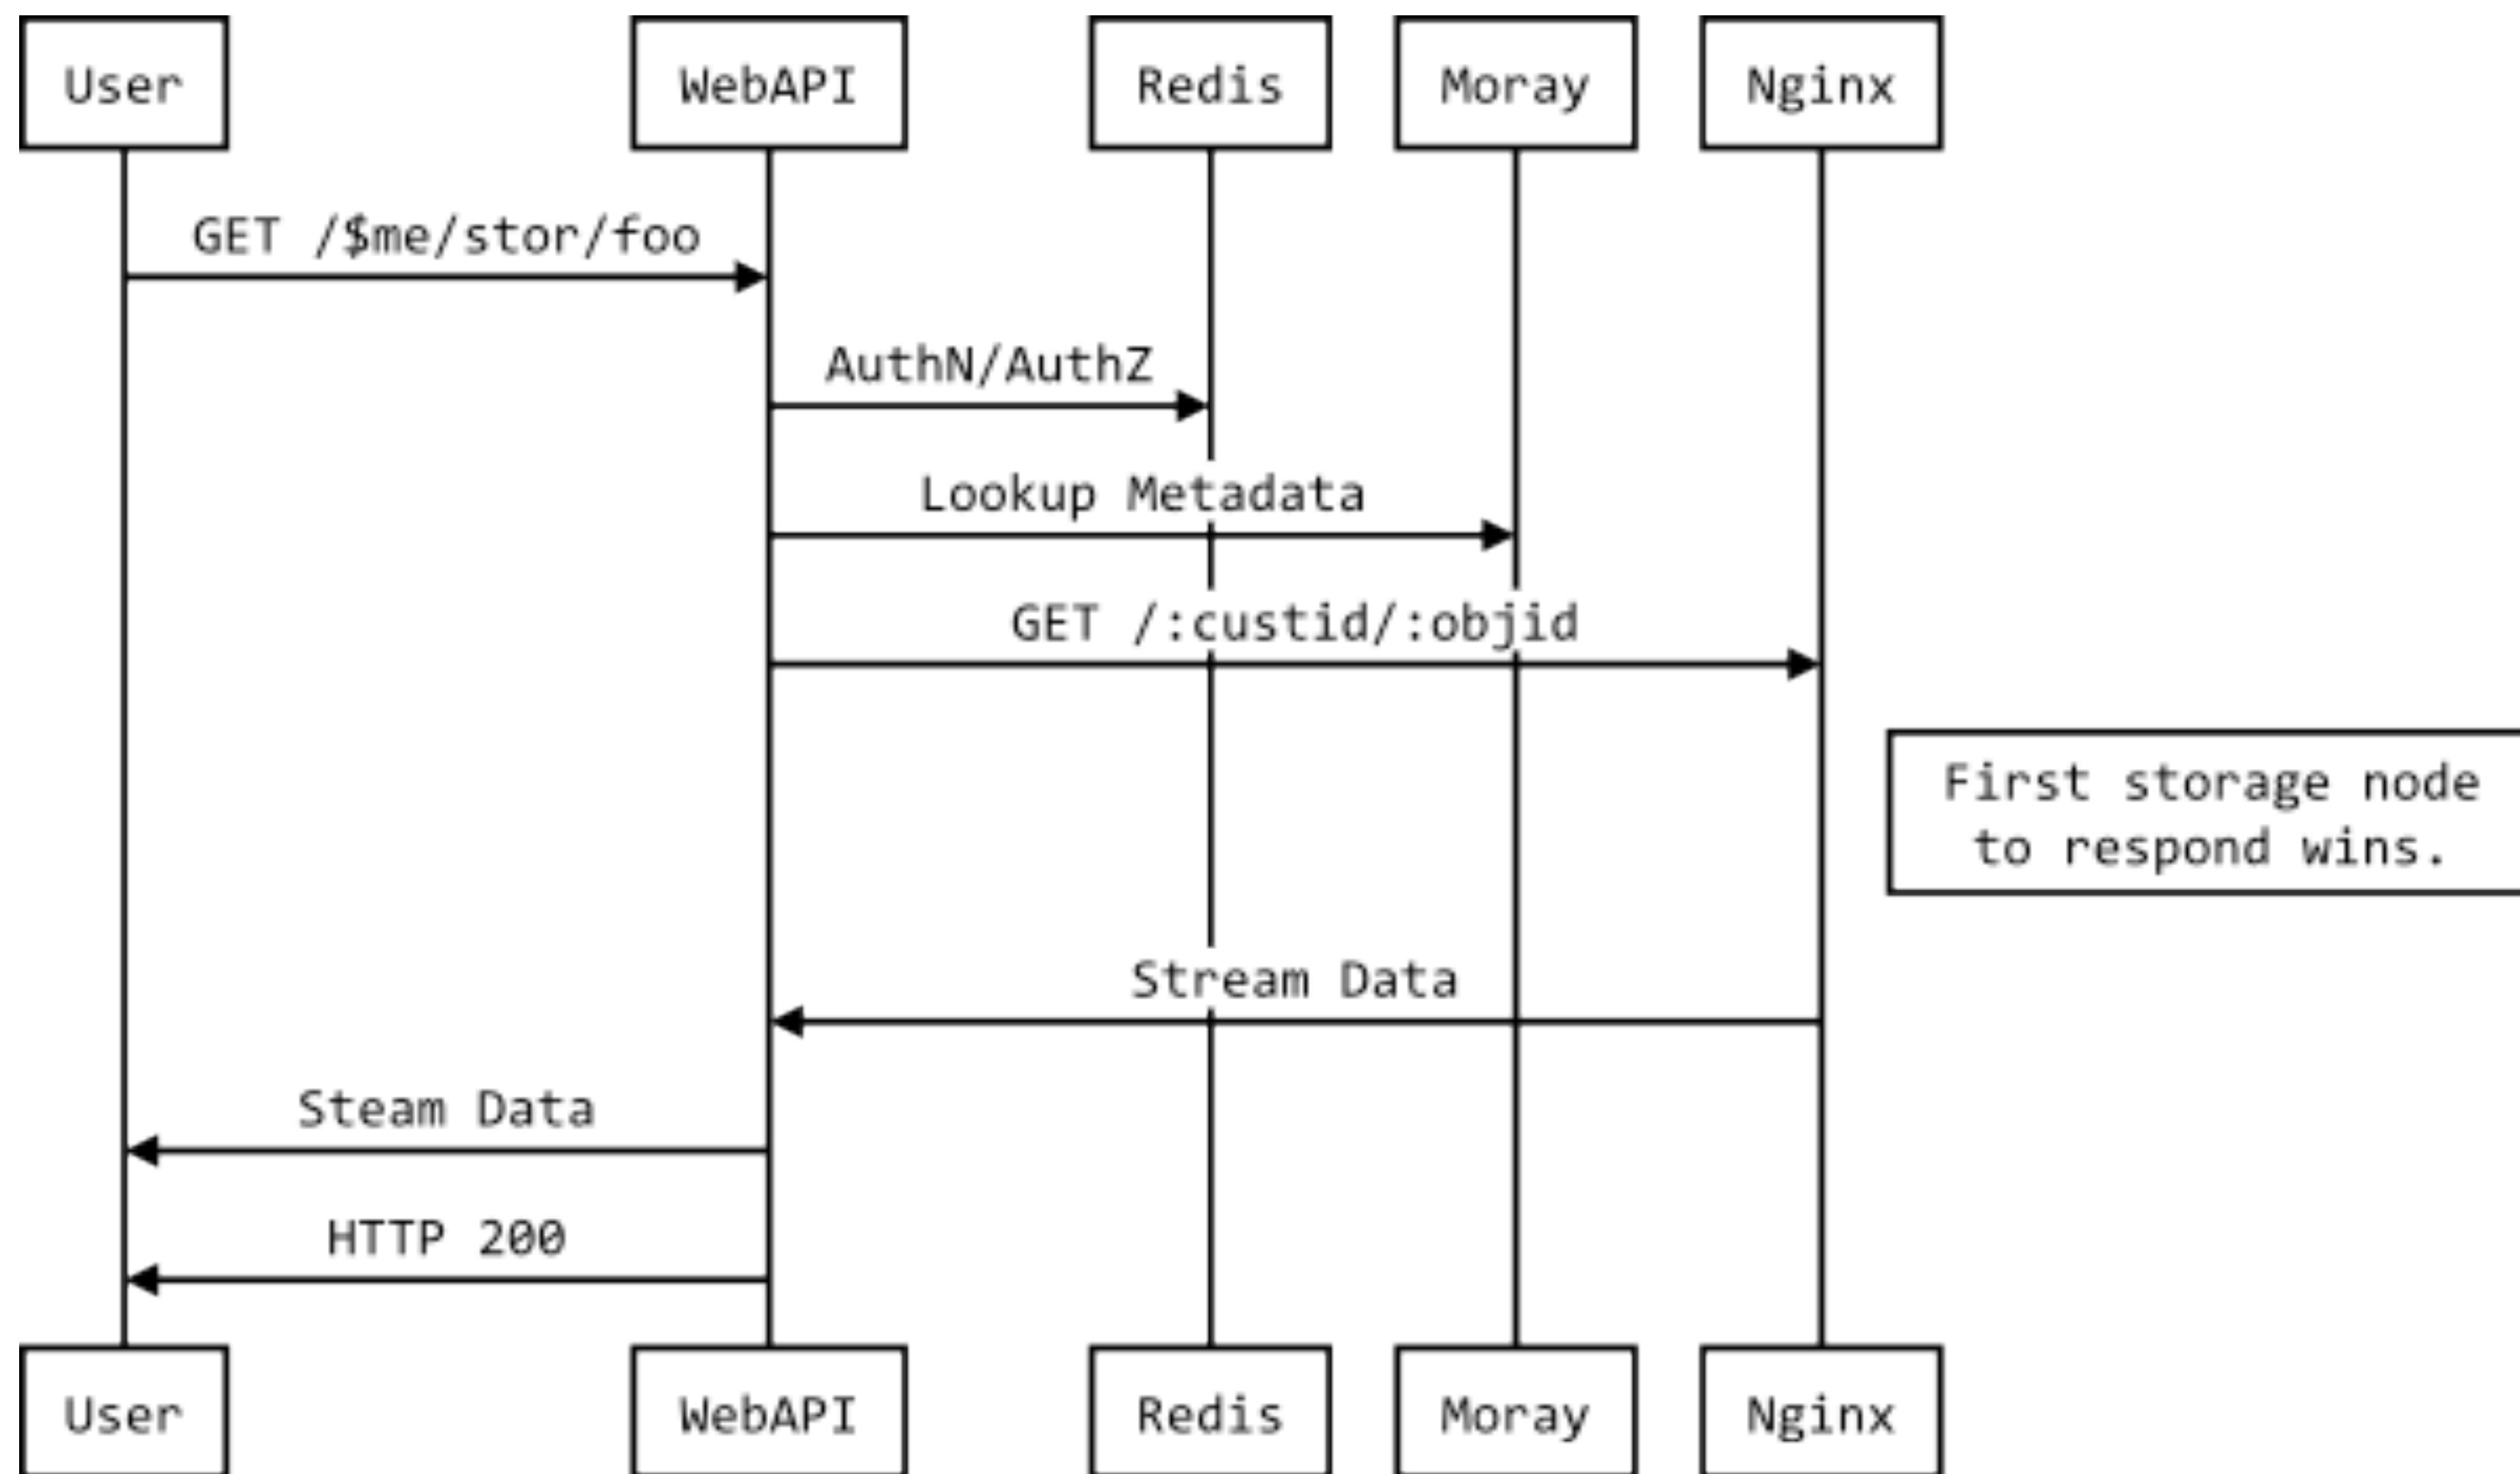 User WebAPI Redis Moray Nginx
GET /$me/stor/foo
AuthN/AuthZ
Lookup Metadata
GET /:custid/:objid
First storage node
to respond wins.
Stream Data
Steam Data
HTTP 200
User WebAPI Redis Moray Nginx